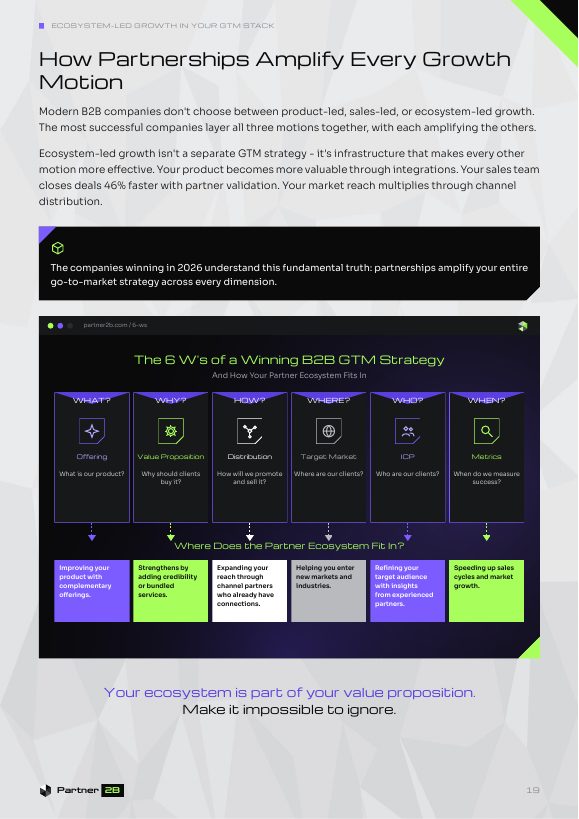 ECOSYSTEM-LED GROWTH IN YOUR GTM STACK
How Partnerships Amplify Every Growth
Motion
Modern B2B companies don't choose between product-led, sales-led, or ecosystem-led growth.
The most successful companies layer all three motions together, with each amplifying the others.
Ecosystem-led growth isn't a separate GTM strategy - it's infrastructure that makes every other
motion more effective. Your product becomes more valuable through integrations. Your sales team
closes deals 46% faster with partner validation. Your market reach multiplies through channel
distribution.
The companies winning in 2026 understand this fundamental truth: partnerships amplify your entire
go-to-market strategy across every dimension.
partner2b.com / 6-ws
The 6 W's of a Winning B2B GTM Strategy
And How Your Partner Ecosystem Fits In
WHAT?
Offering
What is our product?
WHY?
Value Proposition
Why should clients
buy it?
HOW?
Distribution
How will we promote
and sell it?
WHERE?
Target Market
Where are our clients?
WHO?
ICP
Who are our clients?
WHEN?
Metrics
When do we measure
success?
Where Does the Partner Ecosystem Fit In?
Improving your
product with
complementary
offerings.
Strengthens by
adding credibility
or bundled
services.
Expanding your
reach through
channel partners
who already have
connections.
Helping you enter
new markets and
industries.
Refining your
target audience
with insights
from experienced
partners.
Speeding up sales
cycles and market
growth.
Your ecosystem is part of your value proposition.
Make it impossible to ignore.
Partner 2B
19